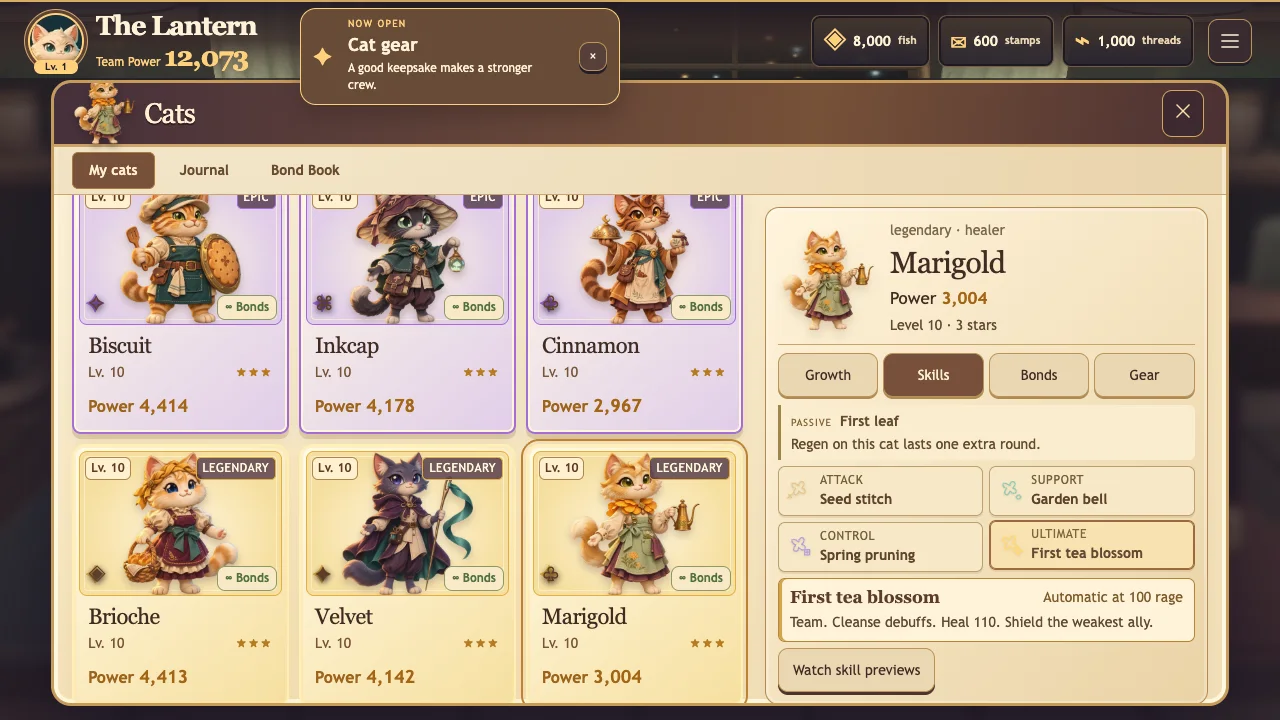 The Lantern
Team Power 12,073
Lv. 1
NOW OPEN
Cat gear
A good keepsake makes a stronger
crew.
×
8,000 fish
600 stamps
1,000 threads
Cats
My cats
Journal
Bond Book
Lv. 10
EPIC
∞ Bonds
Biscuit
Lv. 10
Power 4,414
Lv. 10
EPIC
∞ Bonds
Inkcap
Lv. 10
Power 4,178
Lv. 10
EPIC
∞ Bonds
Cinnamon
Lv. 10
Power 2,967
Lv. 10
LEGENDARY
∞ Bonds
Brioche
Lv. 10
Power 4,413
Lv. 10
LEGENDARY
∞ Bonds
Velvet
Lv. 10
Power 4,142
Lv. 10
LEGENDARY
∞ Bonds
Marigold
Lv. 10
Power 3,004
legendary · healer
Marigold
Power 3,004
Level 10 · 3 stars
Growth
Skills
Bonds
Gear
PASSIVE First leaf
Regen on this cat lasts one extra round.
ATTACK
Seed stitch
SUPPORT
Garden bell
CONTROL
Spring pruning
ULTIMATE
First tea blossom
First tea blossom
Automatic at 100 rage
Team. Cleanse debuffs. Heal 110. Shield the weakest ally.
Watch skill previews